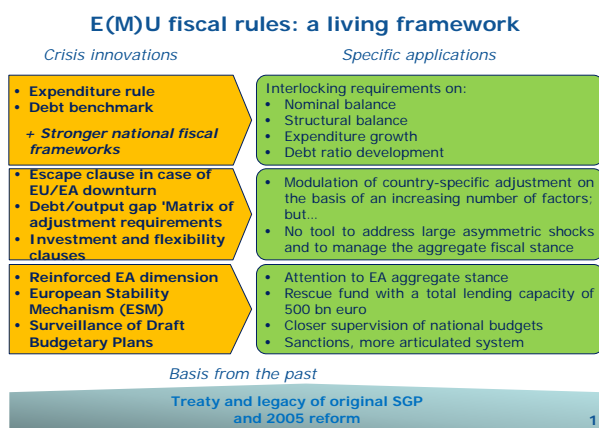 E(M)U fiscal rules: a living framework
Crisis innovations
Specific applications
• Expenditure rule
• Debt benchmark
+ Stronger national fiscal
frameworks
Interlocking requirements on:
• Nominal balance
• Structural balance
• Expenditure growth
• Debt ratio development
• Escape clause in case of
EU/EA downturn
• Debt/output gap 'Matrix of
adjustment requirements
• Investment and flexibility
clauses
• Modulation of country-specific adjustment on
the basis of an increasing number of factors;
but...
• No tool to address large asymmetric shocks
and to manage the aggregate fiscal stance
• Reinforced EA dimension
• European Stability
Mechanism (ESM)
• Surveillance of Draft
Budgetary Plans
• Attention to EA aggregate stance
• Rescue fund with a total lending capacity of
500 bn euro
• Closer supervision of national budgets
• Sanctions, more articulated system
Basis from the past
Treaty and legacy of original SGP
and 2005 reform
1